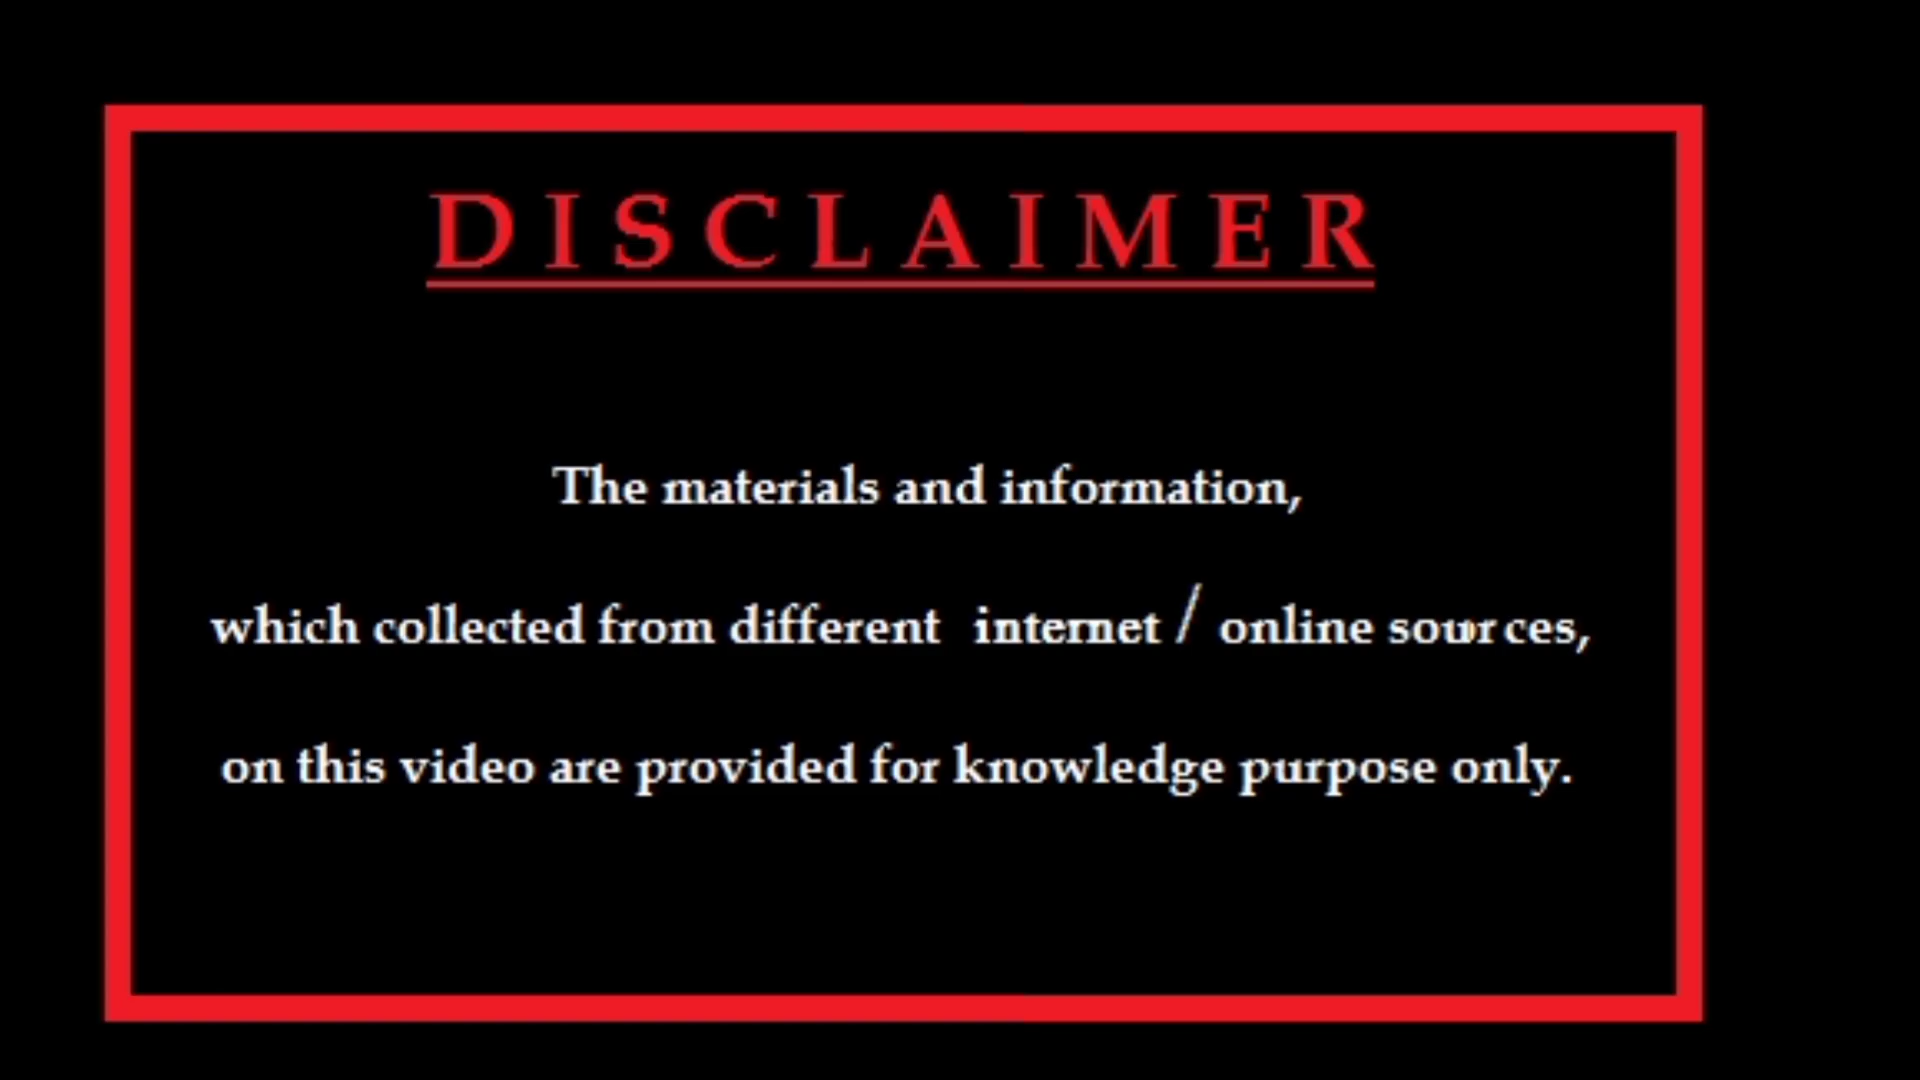 DISCLAIMER
The materials and information,
which collected from different internet / online sources,
on this video are provided for knowledge purpose only.